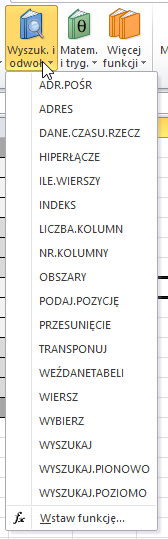 Wyszuk. i
odwoł.
Matem.
i tryg.
Więcej
funkcji
ADR.POŚR
ADRES
DANE.CZASU.RZECZ
HIPERŁĄCZE
ILE.WIERSZY
INDEKS
LICZBA.KOLUMN
NR.KOLUMNY
OBSZARY
PODAJ.POZYCJĘ
PRZESUNIĘCIE
TRANSPONUJ
WEŹDANETABELI
WIERSZ
WYBIERZ
WYSZUKAJ
WYSZUKAJ.PIONOWO
WYSZUKAJ.POZIOMO
fx Wstaw funkcję...